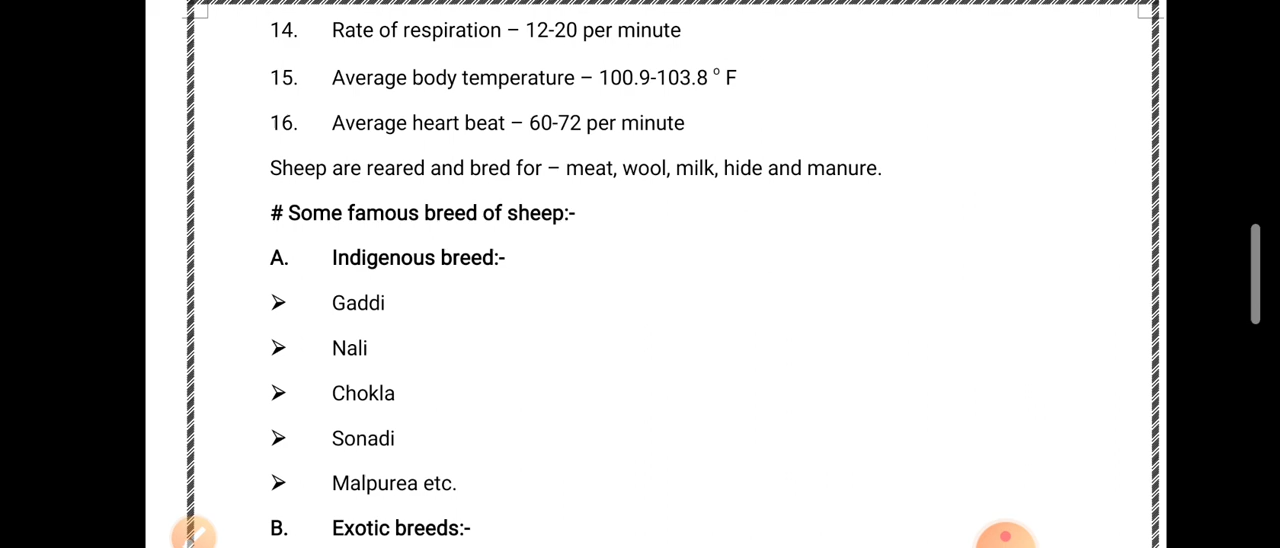 14. Rate of respiration – 12-20 per minute
15. Average body temperature – 100.9-103.8 ° F
16. Average heart beat – 60-72 per minute
Sheep are reared and bred for – meat, wool, milk, hide and manure.
# Some famous breed of sheep:-
A. Indigenous breed:-
➢ Gaddi
➢ Nali
➢ Chokla
➢ Sonadi
➢ Malpurea etc.
B. Exotic breeds:-